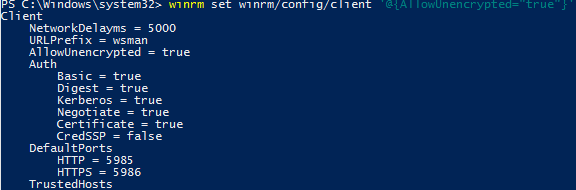 PS C:\Windows\system32> winrm set winrm/config/client '@{AllowUnencrypted="true"}'
Client
    NetworkDelayms = 5000
    URLPrefix = wsman
    AllowUnencrypted = true
    Auth
        Basic = true
        Digest = true
        Kerberos = true
        Negotiate = true
        Certificate = true
        CredSSP = false
    DefaultPorts
        HTTP = 5985
        HTTPS = 5986
    TrustedHosts